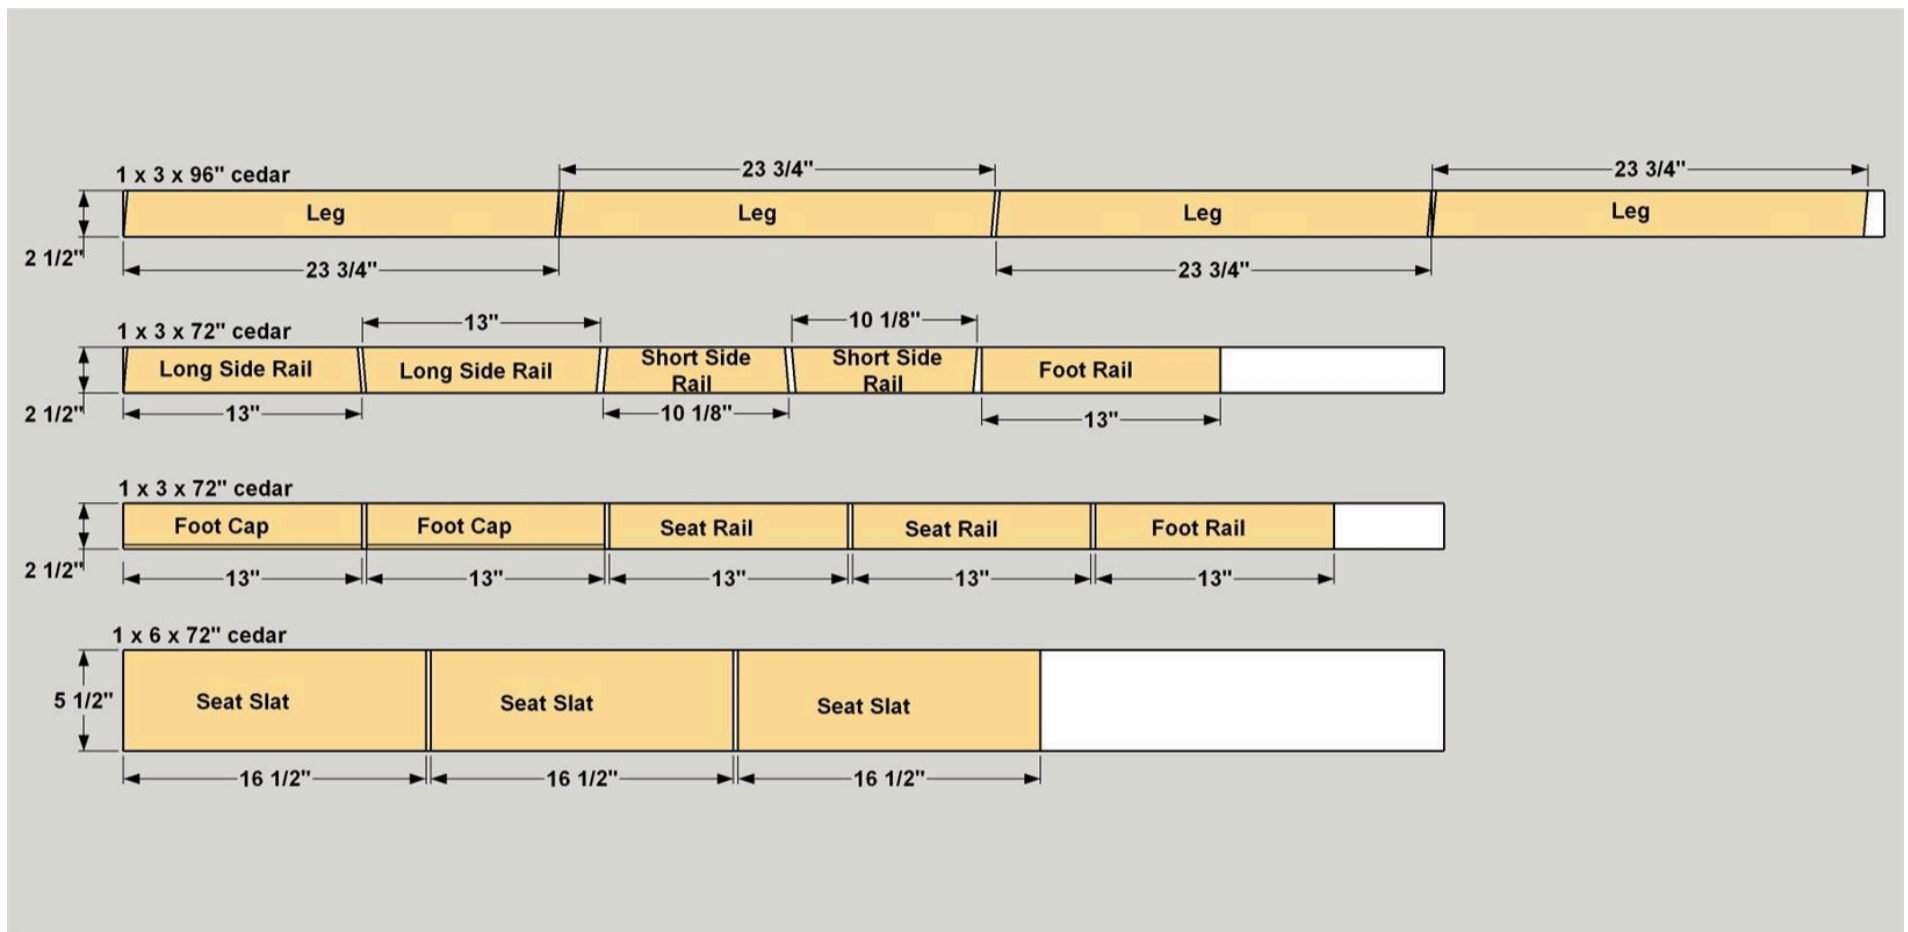 1 x 3 x 96" cedar
23 3/4"
23 3/4"
Leg
Leg
Leg
Leg
2 1/2"
23 3/4"
23 3/4"
1 x 3 x 72" cedar
13"
10 1/8"
Long Side Rail
Long Side Rail
Short Side
Rail
Short Side
Rail
Foot Rail
2 1/2"
13"
10 1/8"
13"
1 x 3 x 72" cedar
Foot Cap
Foot Cap
Seat Rail
Seat Rail
Foot Rail
2 1/2"
13"
13"
13"
13"
13"
1 x 6 x 72" cedar
5 1/2"
Seat Slat
Seat Slat
Seat Slat
16 1/2"
16 1/2"
16 1/2"